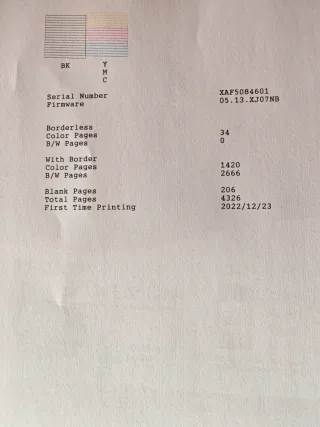 BK Y
M
C
Serial Number XAF5084601
Firmware 05.13.XJ07NB
Borderless
Color Pages 34
B/W Pages 0
With Border
Color Pages 1420
B/W Pages 2666
Blank Pages 206
Total Pages 4326
First Time Printing 2022/12/23